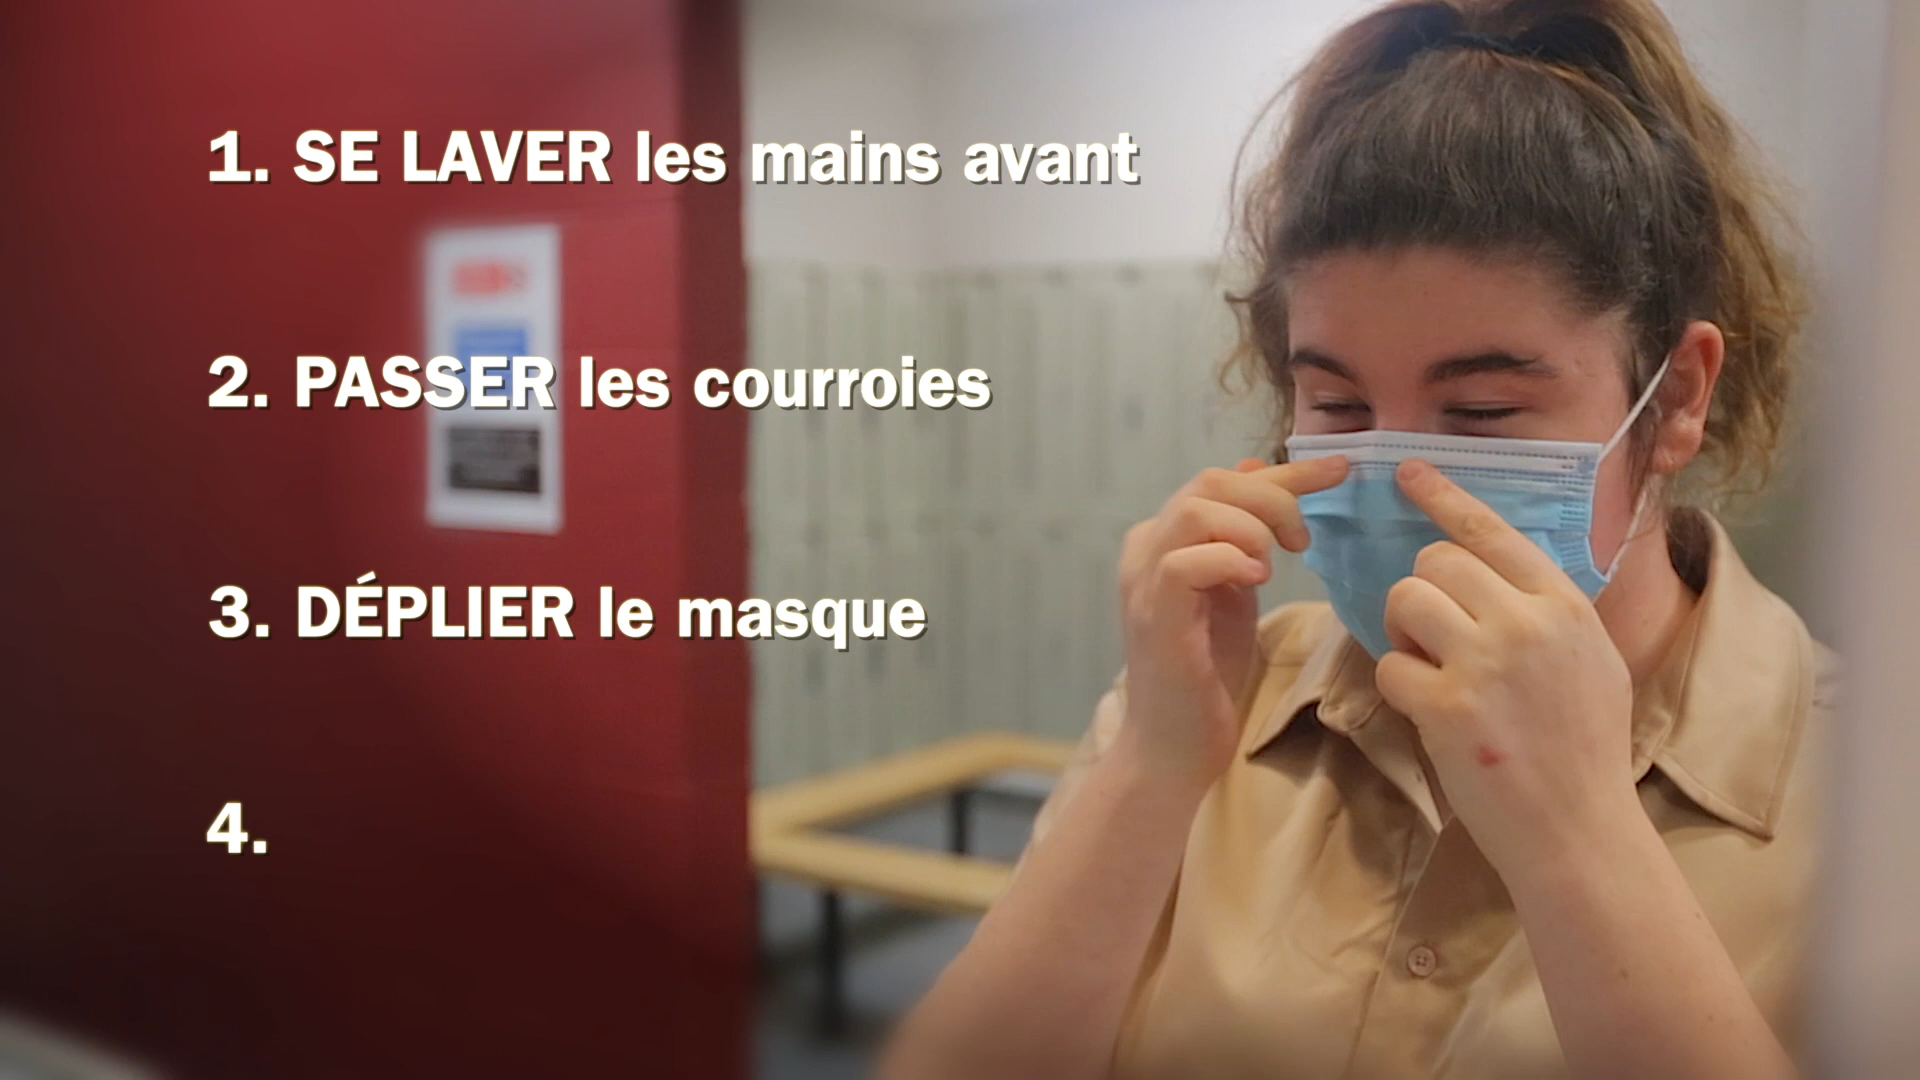 1. SE LAVER les mains avant
2. PASSER les courroies
3. DÉPLIER le masque
4.